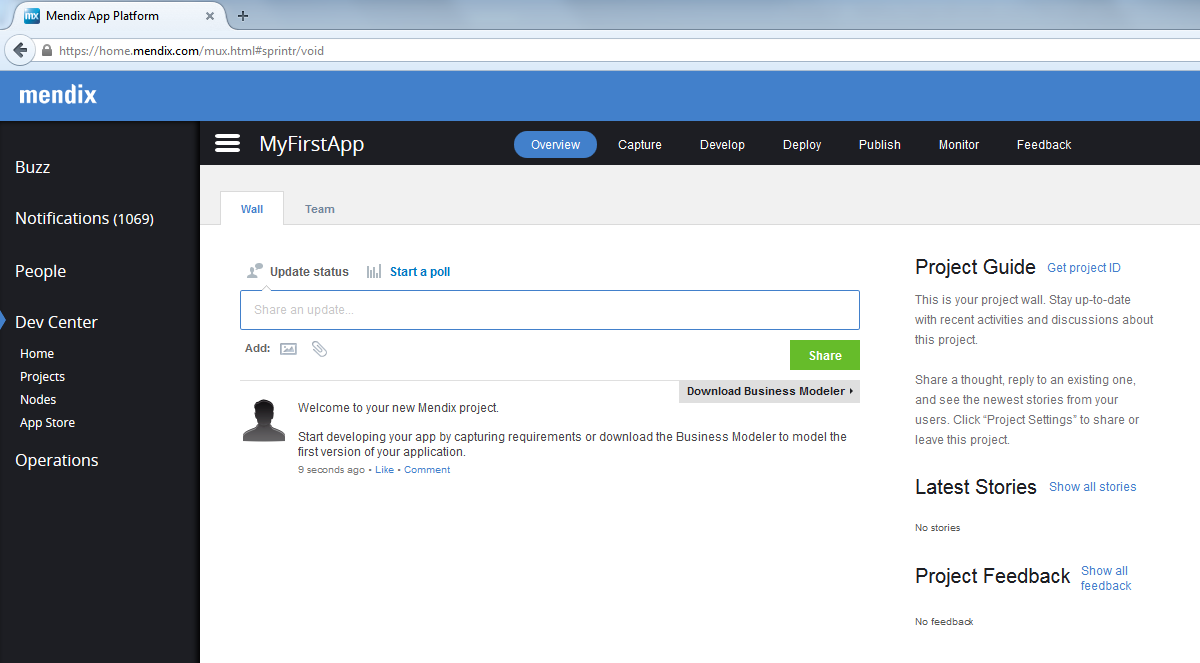 mx Mendix App Platform
https://home.mendix.com/mux.html#sprintr/void
mendix
Buzz
Notifications (1069)
People
Dev Center
Home
Projects
Nodes
App Store
Operations
MyFirstApp
Overview Capture Develop Deploy Publish Monitor Feedback
Wall Team
Update status Start a poll
Share an update...
Add:
Share
Download Business Modeler
Welcome to your new Mendix project.
Start developing your app by capturing requirements or download the Business Modeler to model the
first version of your application.
9 seconds ago • Like • Comment
Project Guide Get project ID
This is your project wall. Stay up-to-date
with recent activities and discussions about
this project.
Share a thought, reply to an existing one,
and see the newest stories from your
users. Click “Project Settings” to share or
leave this project.
Latest Stories Show all stories
No stories
Project Feedback Show all
feedback
No feedback